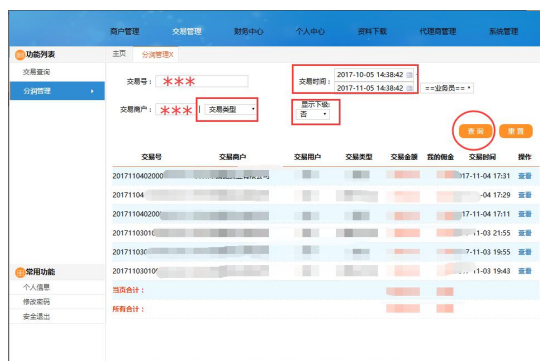 商户管理 交易管理 财务中心 个人中心 资料下载 代理商管理 系统管理
功能列表
主页 分润管理X
交易查询
分润管理
交易号： ***
交易时间： 2017-10-05 14:38:42
2017-11-05 14:38:42 ==业务员==
交易商户： *** 交易类型
显示下级:
否
查 询 重 置
交易号 交易商户 交易用户 交易类型 交易金额 我的佣金 交易时间 操作
2017110402000 17-11-04 17:31 查看
20171104 -04 17:29 查看
201711040200 17-11-04 17:11 查看
20171103010 -11-03 21:55 查看
201711030 7-11-03 19:55 查看
201711030109 11-03 19:43 查看
当页合计：
所有合计：
常用功能
个人信息
修改密码
安全退出